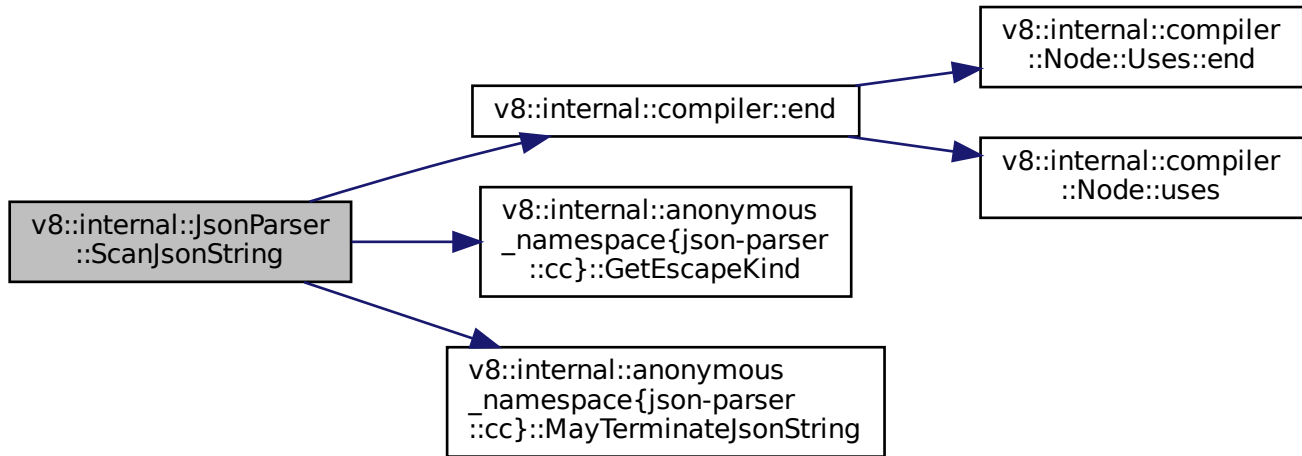 v8::internal::JsonParser
::ScanJsonString
v8::internal::compiler::end
v8::internal::compiler
::Node::Uses::end
v8::internal::compiler
::Node::uses
v8::internal::anonymous
_namespace{json-parser
::cc}::GetEscapeKind
v8::internal::anonymous
_namespace{json-parser
::cc}::MayTerminateJsonString